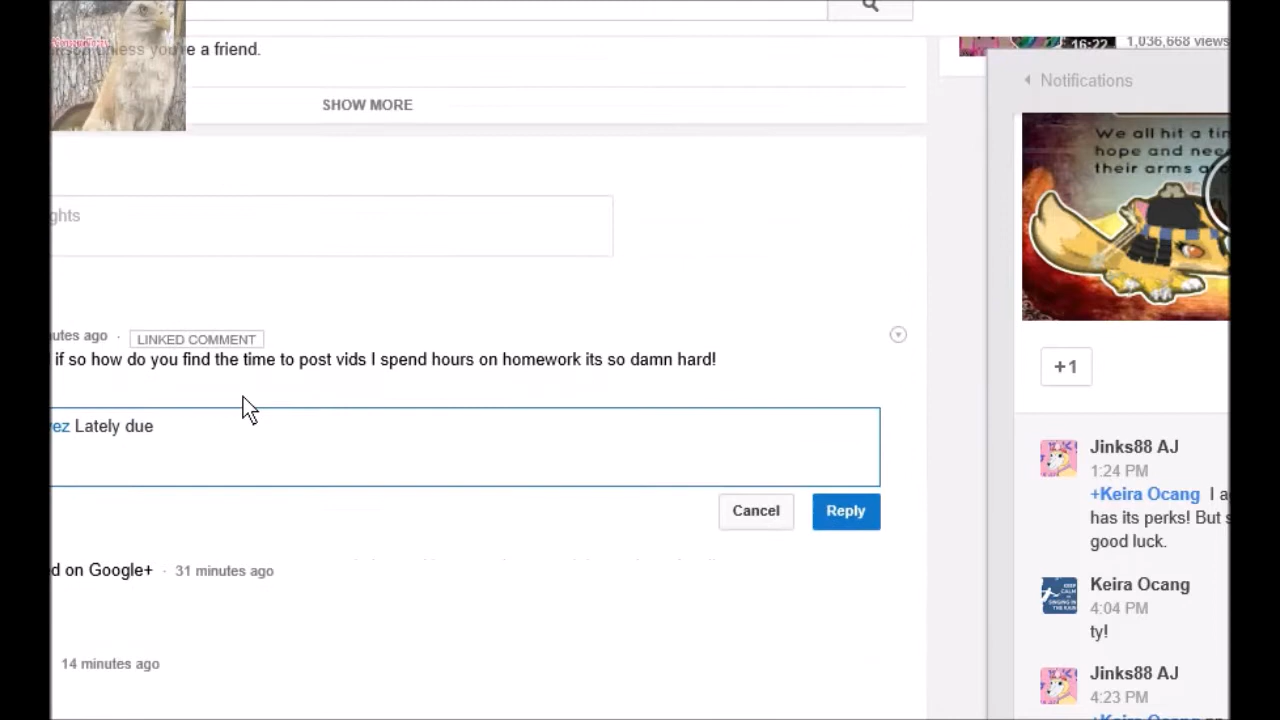 unless you're a friend.
SHOW MORE
ghts
utes ago · LINKED COMMENT
if so how do you find the time to post vids I spend hours on homework its so damn hard!
ez Lately due
Cancel
Reply
d on Google+ · 31 minutes ago
14 minutes ago
16:22
1,036,668 views
Notifications
We all hit a tim
hope and nee
their arms
+1
Jinks88 AJ
1:24 PM
+Keira Ocang I a
has its perks! But s
good luck.
Keira Ocang
4:04 PM
ty!
Jinks88 AJ
4:23 PM
+Keira Ocang